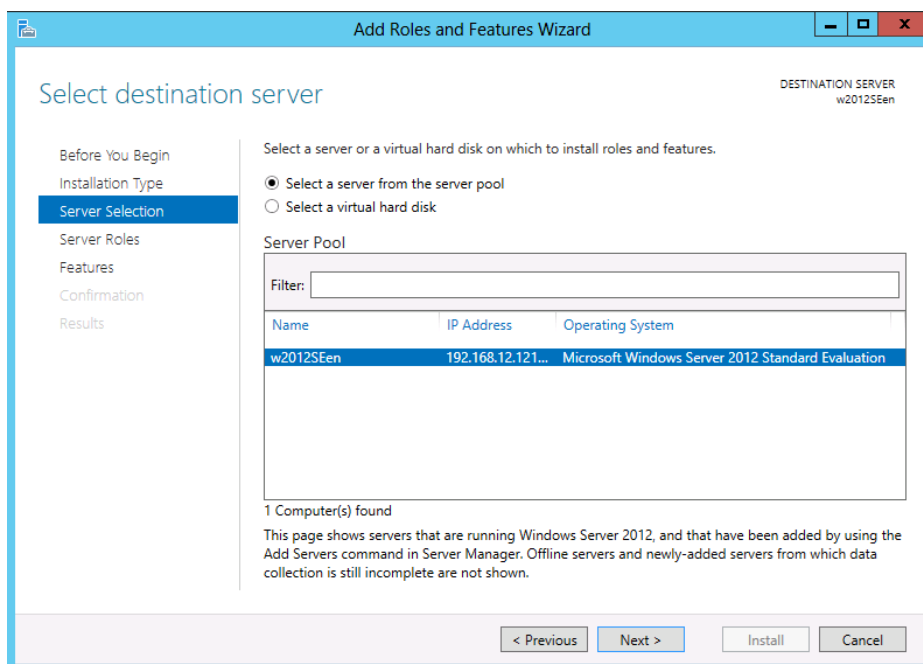 Add Roles and Features Wizard
Select destination server
DESTINATION SERVER
w2012SEen
Before You Begin
Installation Type
Server Selection
Server Roles
Features
Confirmation
Results
Select a server or a virtual hard disk on which to install roles and features.
Select a server from the server pool
Select a virtual hard disk
Server Pool
Filter:
Name IP Address Operating System
w2012SEen 192.168.12.121... Microsoft Windows Server 2012 Standard Evaluation
1 Computer(s) found
This page shows servers that are running Windows Server 2012, and that have been added by using the
Add Servers command in Server Manager. Offline servers and newly-added servers from which data
collection is still incomplete are not shown.
< Previous Next > Install Cancel